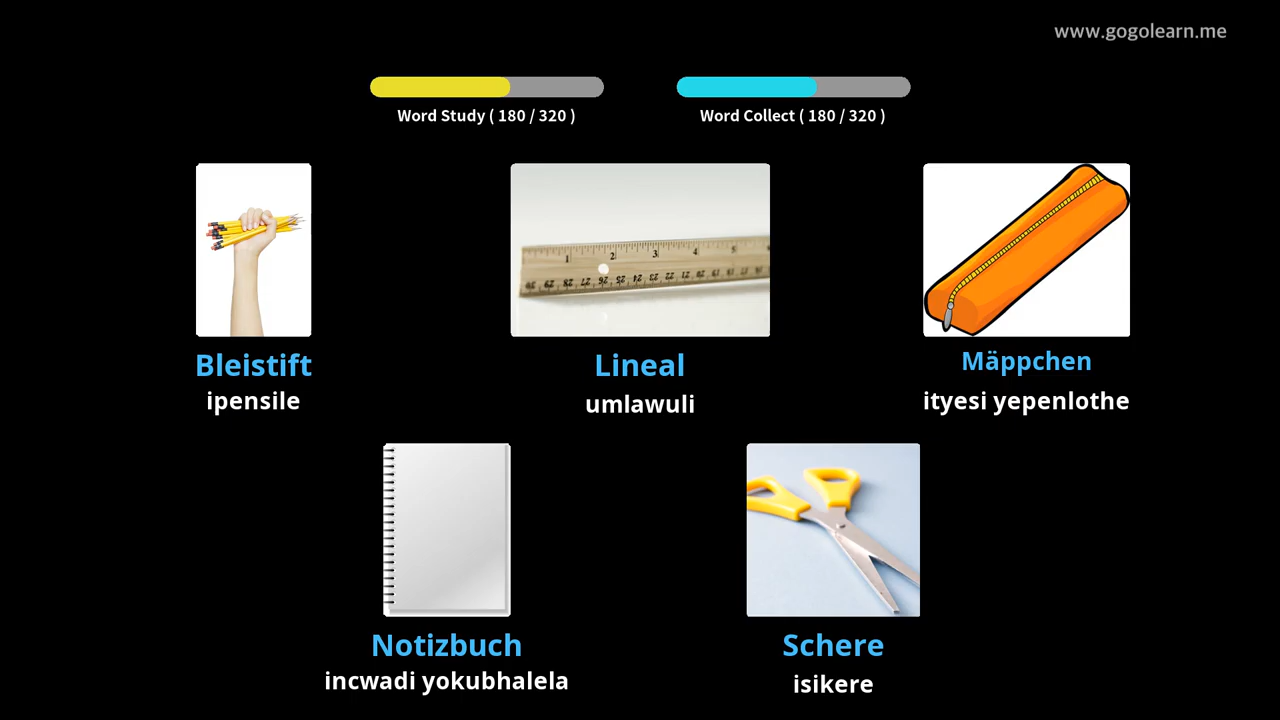 www.gogolearn.me
Word Study ( 180 / 320 )
Word Collect ( 180 / 320 )
Bleistift
ipensile
Lineal
umlawuli
Mäppchen
ityesi yepenlothe
Notizbuch
incwadi yokubhalela
Schere
isikere